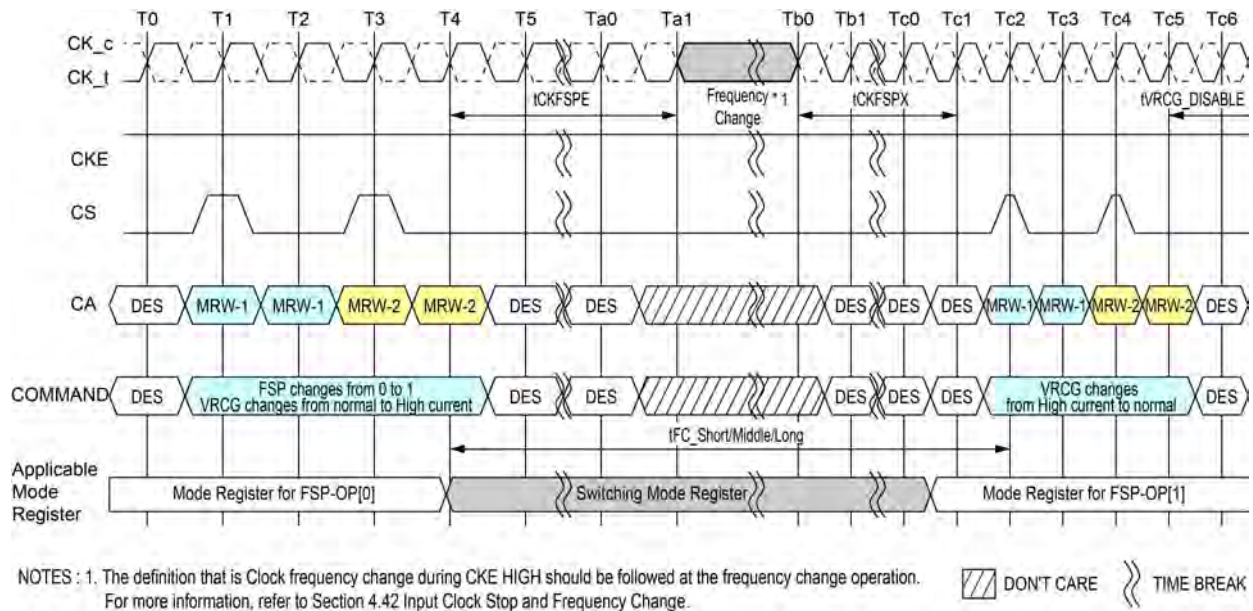 T0 T1 T2 T3 T4 T5 Ta0 Ta1 Tb0 Tb1 Tc0 Tc1 Tc2 Tc3 Tc4 Tc5 Tc6
CK_c
CK_t
tCKFSPE
Frequency * 1
Change
tCKFSPX
tVRCG_DISABLE
CKE
CS
CA
DES MRW-1 MRW-1 MRW-2 MRW-2 DES DES DES DES DES MRW-1 MRW-1 MRW-2 MRW-2 DES
COMMAND
DES
FSP changes from 0 to 1
VRCG changes from normal to High current
DES DES DES DES DES
VRCG changes
from High current to normal
DES
tFC_Short/Middle/Long
Applicable
Mode
Register
Mode Register for FSP-OP[0] Switching Mode Register Mode Register for FSP-OP[1]
NOTES : 1. The definition that is Clock frequency change during CKE HIGH should be followed at the frequency change operation.
For more information, refer to Section 4.42 Input Clock Stop and Frequency Change.
DON'T CARE TIME BREAK